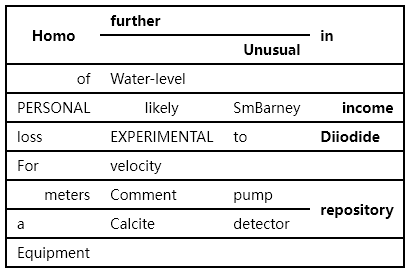 Homo further in
Unusual
of Water-level
PERSONAL likely SmBarney income
loss EXPERIMENTAL to Diiodide
For velocity
meters Comment pump repository
a Calcite detector
Equipment